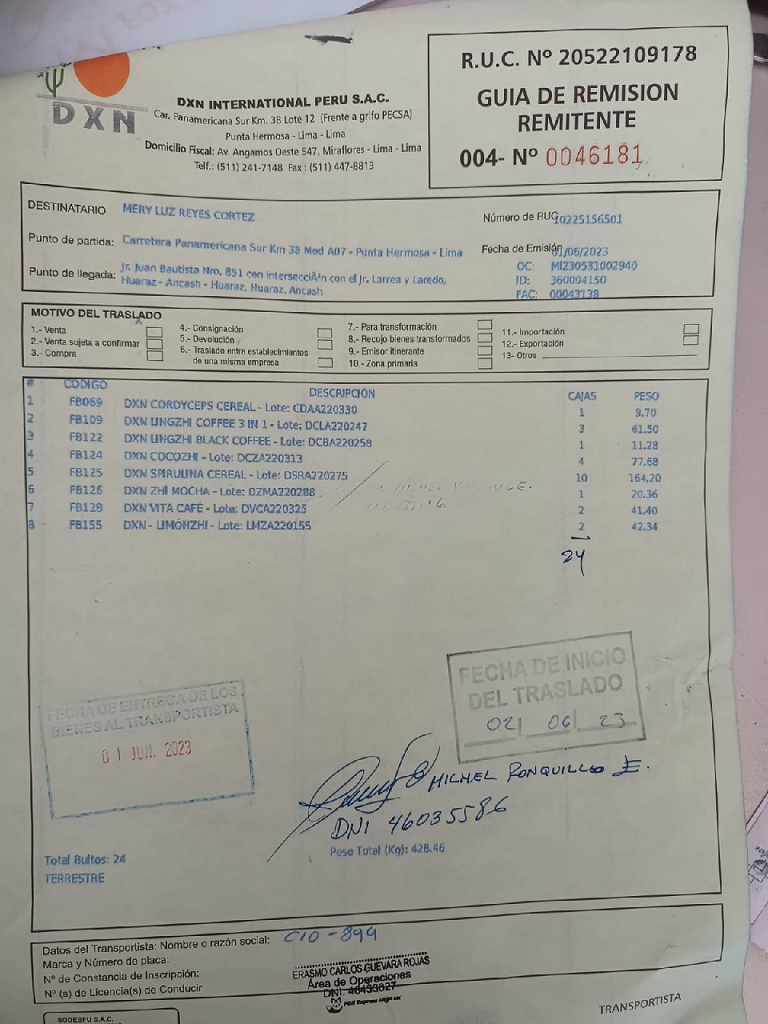 DXN
DXN INTERNATIONAL PERU S.A.C.
Car. Panamericana Sur Km. 38 Lote 12 (Frente a grifo PECSA)
Punta Hermosa - Lima - Lima
Domicilio Fiscal: Av. Angamos Oeste 547, Miraflores - Lima - Lima
Telf.: (511) 241-7148 Fax : (511) 447-8813
R.U.C. Nº 20522109178
GUIA DE REMISION
REMITENTE
004- Nº 0046181
DESTINATARIO MERY LUZ REYES CORTEZ
Número de RUC 10225156501
Punto de partida: Carretera Panamericana Sur Km 38 Mod A07 - Punta Hermosa - Lima
Fecha de Emisión 01/06/2023
Punto de llegada: Jr. Juan Bautista Nro. 851 con intersecciÃ³n con el Jr. Larrea y Laredo,
Huaraz - Ancash - Huaraz, Huaraz, Ancash
OC: MI230531002940
ID: 360004150
FAC: 00043138
MOTIVO DEL TRASLADO
1.- Venta
2.- Venta sujeta a confirmar
3.- Compra
4.- Consignación
5.- Devolución
6.- Traslado entre establecimientos
de una misma empresa
7.- Para transformación
8.- Recojo bienes transformados
9.- Emisor itinerante
10.- Zona primaria
11.- Importación
12.- Exportación
13- Otros
# CODIGO DESCRIPCIÓN CAJAS PESO
1 FB069 DXN CORDYCEPS CEREAL - Lote: CDAA220330 1 9.70
2 FB109 DXN LINGZHI COFFEE 3 IN 1 - Lote: DCLA220247 3 61.50
3 FB122 DXN LINGZHI BLACK COFFEE - Lote: DCBA220258 1 11.28
4 FB124 DXN COCOZHI - Lote: DCZA220313 4 77.68
5 FB125 DXN SPIRULINA CEREAL - Lote: DSRA220275 10 164.20
6 FB126 DXN ZHI MOCHA - Lote: DZMA220288 1 20.36
7 FB128 DXN VITA CAFÉ - Lote: DVCA220325 2 41.40
8 FB155 DXN - LIMONZHI - Lote: LMZA220155 2 42.34
24
FECHA DE ENTREGA DE LOS
BIENES AL TRANSPORTISTA
01 JUN. 2023
FECHA DE INICIO
DEL TRASLADO
02/ 06/ 23
MICHEL RONQUILLO E.
DNI 46035586
Peso Total (Kg): 428.46
Total Bultos: 24
TERRESTRE
Datos del Transportista: Nombre o razón social: C10-899
Marca y Número do placa:
Nº de Constancia de Inscripción:
Nº (s) de Licencia(s) de Conducir
ERASMO CARLOS GUEVARA ROJAS
Área de Operaciones
DNI. 46433827
SODESFU S.A.C.
TRANSPORTISTA